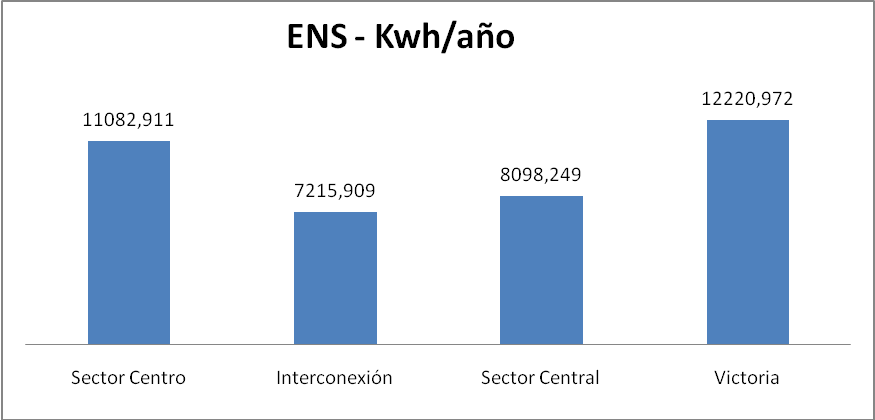 ENS - Kwh/año
12220,972
11082,911
8098,249
7215,909
Sector Centro Interconexión Sector Central Victoria